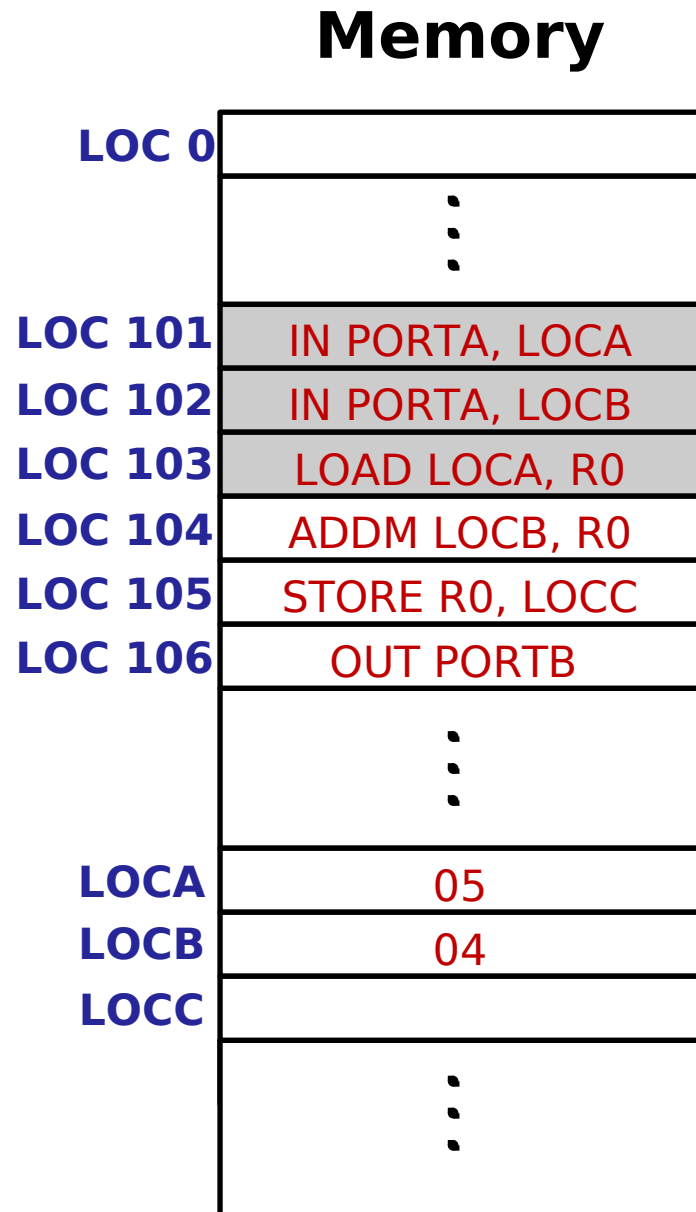 Memory
LOC 0
LOC 101 IN PORTA, LOCA
LOC 102 IN PORTA, LOCB
LOC 103 LOAD LOCA, R0
LOC 104 ADDM LOCB, R0
LOC 105 STORE R0, LOCC
LOC 106 OUT PORTB
LOCA 05
LOCB 04
LOCC